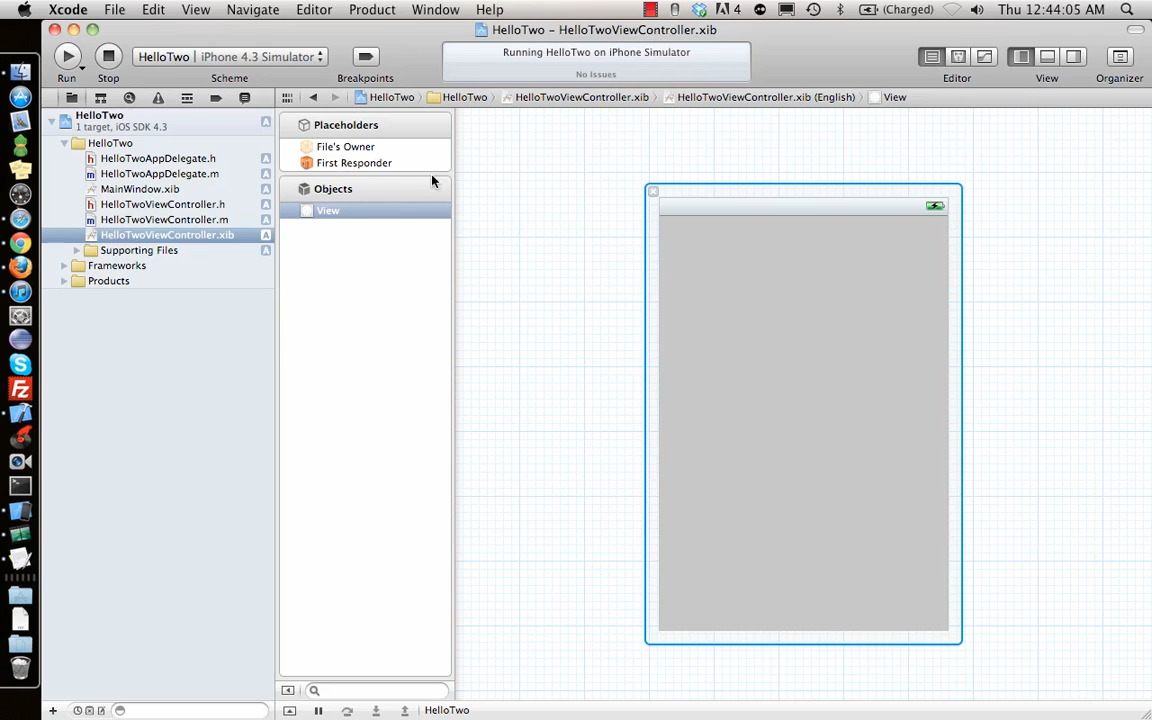 Xcode File Edit View Navigate Editor Product Window Help 4 (Charged) Thu 12:44:05 AM
HelloTwo – HelloTwoViewController.xib
Run Stop HelloTwo iPhone 4.3 Simulator Scheme Breakpoints
Running HelloTwo on iPhone Simulator
No Issues
Editor View Organizer
HelloTwo HelloTwo HelloTwoViewController.xib HelloTwoViewController.xib (English) View
HelloTwo
1 target, iOS SDK 4.3
HelloTwo
HelloTwoAppDelegate.h
HelloTwoAppDelegate.m
MainWindow.xib
HelloTwoViewController.h
HelloTwoViewController.m
HelloTwoViewController.xib
Supporting Files
Frameworks
Products
Placeholders
File's Owner
First Responder
Objects
View
HelloTwo